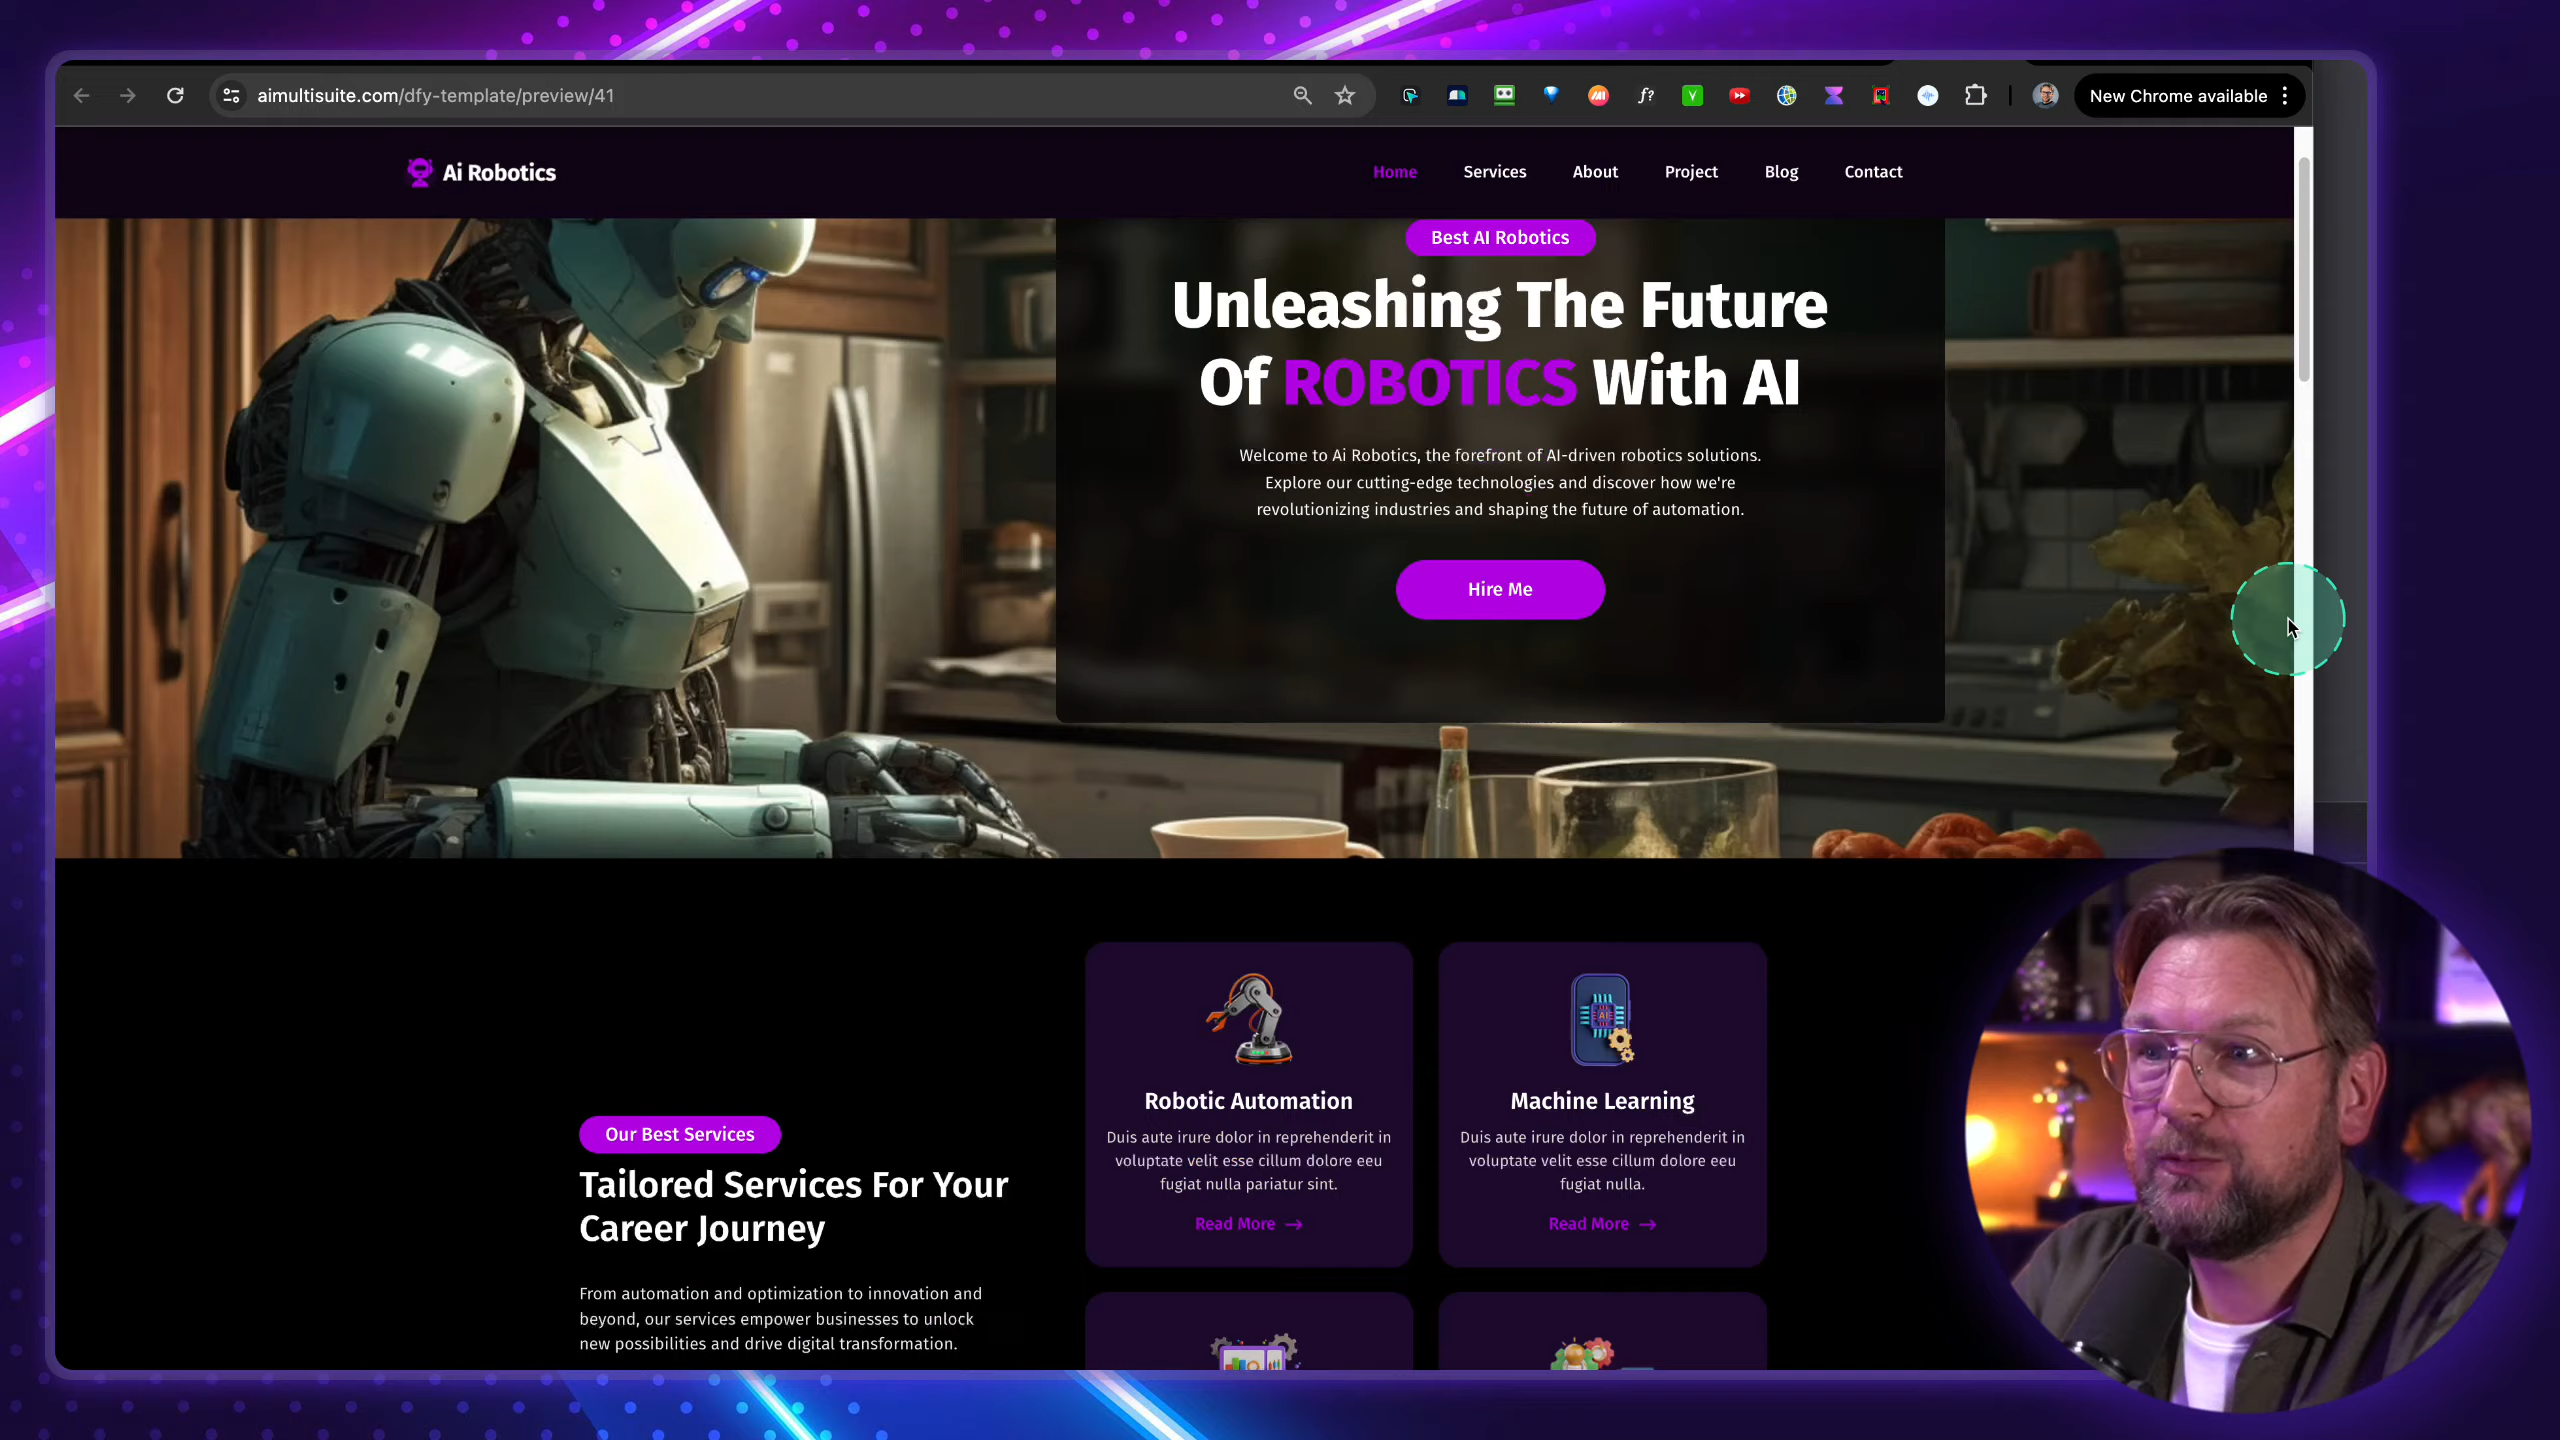 aimultisuite.com/dfy-template/preview/41
New Chrome available
Ai Robotics
Home
Services
About
Project
Blog
Contact
Best AI Robotics
Unleashing The Future
Of ROBOTICS With AI
Welcome to Ai Robotics, the forefront of AI-driven robotics solutions.
Explore our cutting-edge technologies and discover how we're
revolutionizing industries and shaping the future of automation.
Hire Me
Our Best Services
Tailored Services For Your
Career Journey
From automation and optimization to innovation and
beyond, our services empower businesses to unlock
new possibilities and drive digital transformation.
AI
Robotic Automation
Duis aute irure dolor in reprehenderit in
voluptate velit esse cillum dolore eeu
fugiat nulla pariatur sint.
Read More
Machine Learning
Duis aute irure dolor in reprehenderit in
voluptate velit esse cillum dolore eeu
fugiat nulla.
Read More